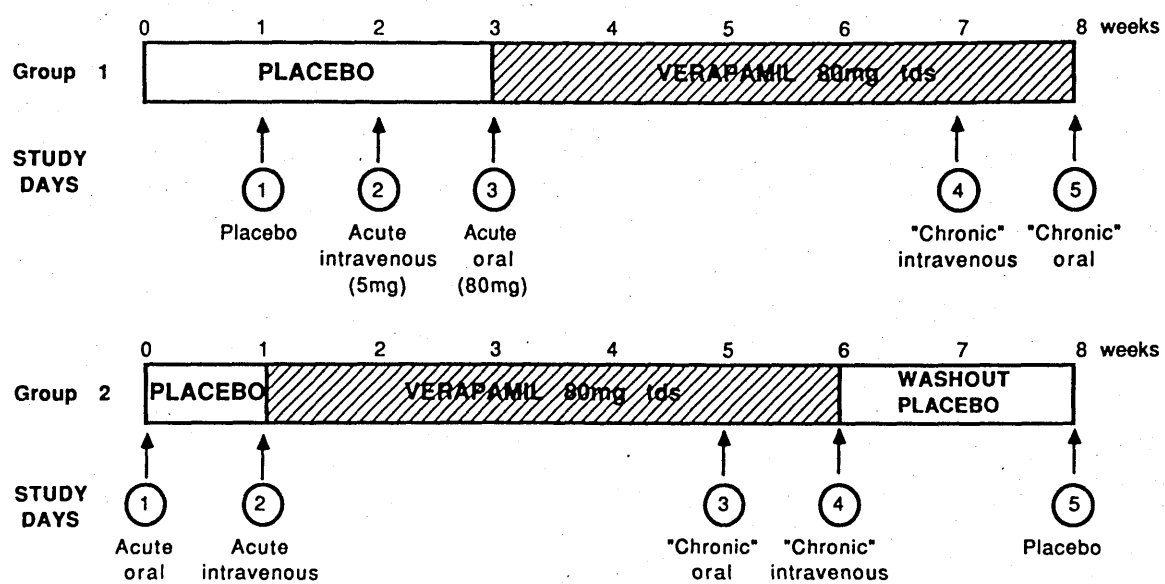 0 1 2 3 4 5 6 7 8 weeks
Group 1 PLACEBO VERAPAMIL 80mg tds
STUDY
DAYS
1 2 3 4 5
Placebo Acute Acute "Chronic" "Chronic"
intravenous oral intravenous oral
(5mg) (80mg)
0 1 2 3 4 5 6 7 8 weeks
Group 2 PLACEBO VERAPAMIL 80mg tds WASHOUT
PLACEBO
STUDY
DAYS
1 2 3 4 5
Acute Acute "Chronic" "Chronic" Placebo
oral intravenous oral intravenous